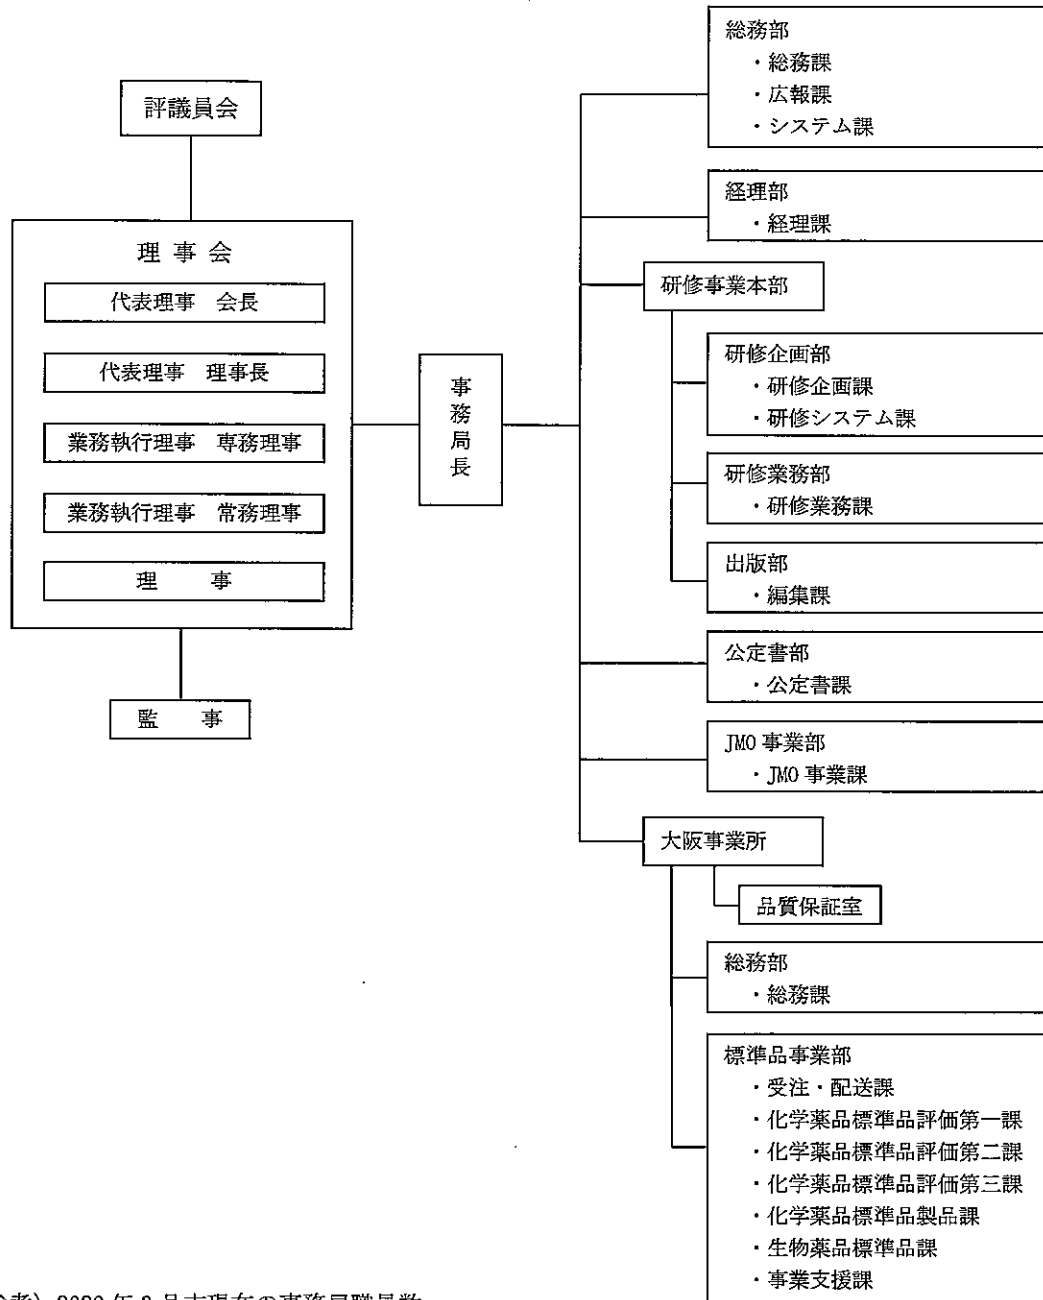 評議員会
理事会
代表理事 会長
代表理事 理事長
業務執行理事 専務理事
業務執行理事 常務理事
理 事
監 事
事務局長
総務部
・総務課
・広報課
・システム課
経理部
・経理課
研修事業本部
研修企画部
・研修企画課
・研修システム課
研修業務部
・研修業務課
出版部
・編集課
公定書部
・公定書課
JMO 事業部
・JMO 事業課
大阪事業所
品質保証室
総務部
・総務課
標準品事業部
・受注・配送課
・化学薬品標準品評価第一課
・化学薬品標準品評価第二課
・化学薬品標準品評価第三課
・化学薬品標準品製品課
・生物薬品標準品課
・事業支援課